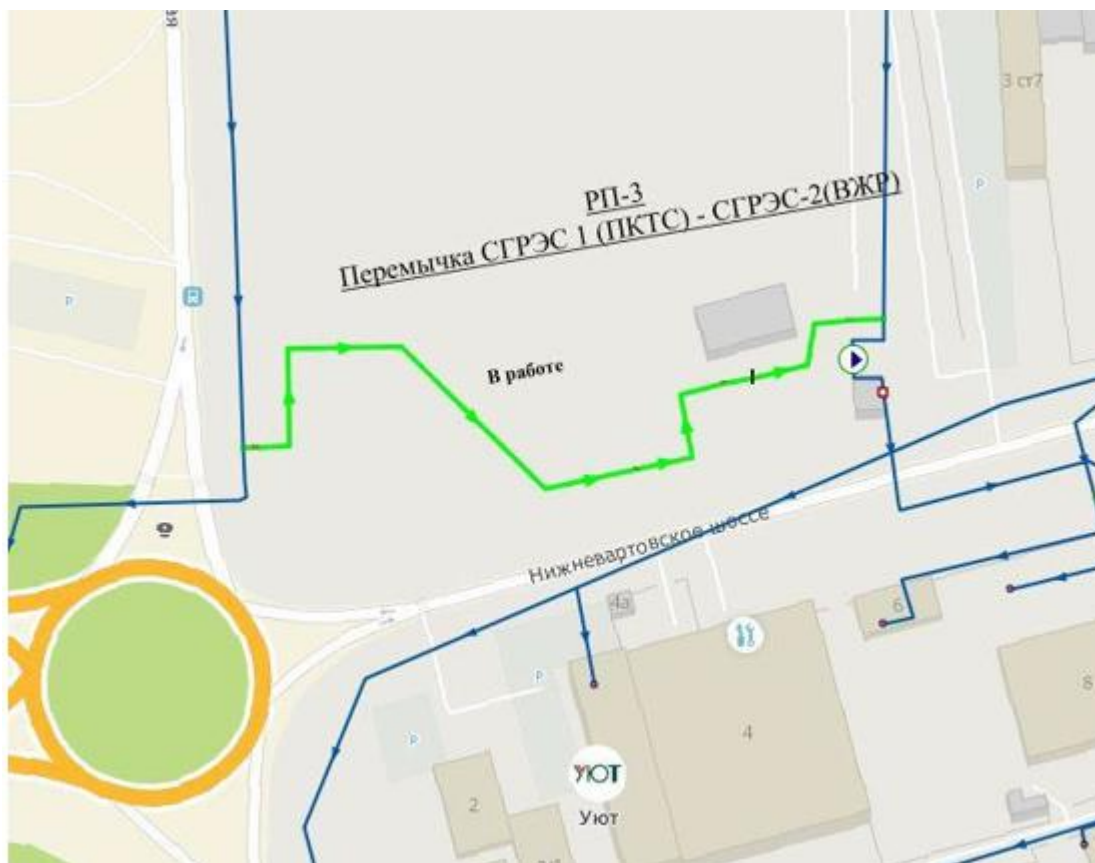 3 ст7
Р
РП-3
Перемычка СГРЭС 1 (ПКТС) - СГРЭС-2(ВЖР)
Р
В работе
Нижневартовское шоссе
4а
6
Р
8
Р
4
УЮТ
2
Уют